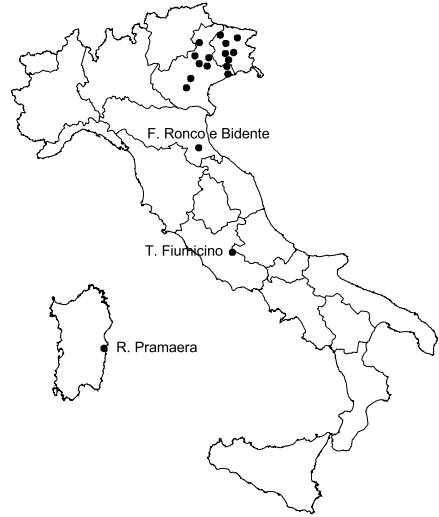 F. Ronco e Bidente
T. Fiumicino
R. Pramaera